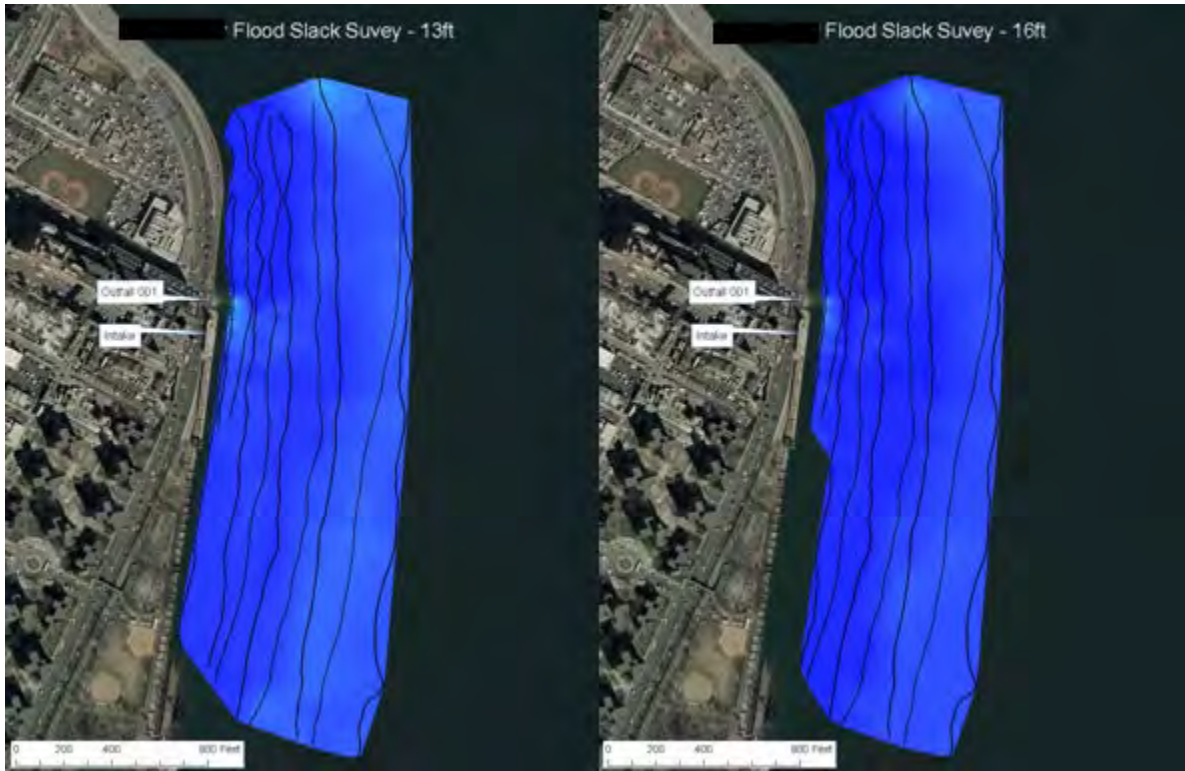 Flood Slack Suvey - 13ft
Outfall 001
Intake
0 200 400 800 Feet
Flood Slack Suvey - 16ft
Outfall 001
Intake
0 200 400 800 Feet